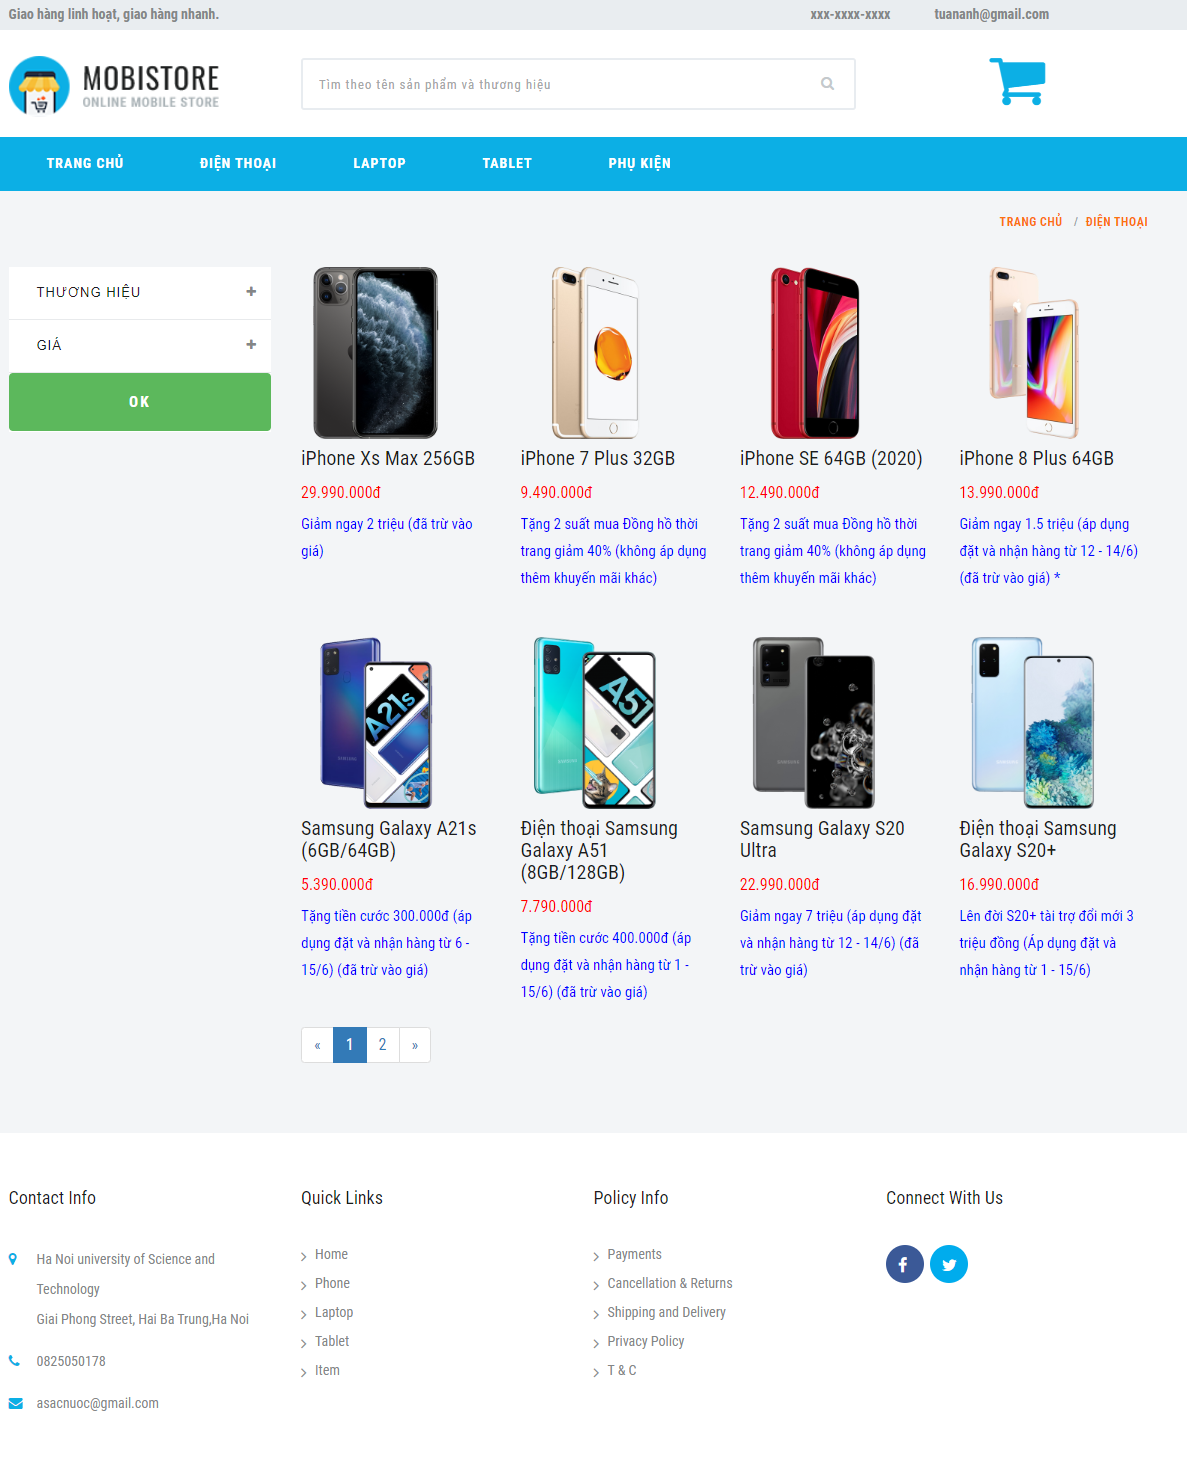 Giao hàng linh hoạt, giao hàng nhanh.
xxx-xxxx-xxxx
tuananh@gmail.com
MOBISTORE
ONLINE MOBILE STORE
Tìm theo tên sản phẩm và thương hiệu
TRANG CHỦ
ĐIỆN THOẠI
LAPTOP
TABLET
PHỤ KIỆN
TRANG CHỦ / ĐIỆN THOẠI
THƯƠNG HIỆU +
GIÁ +
OK
iPhone Xs Max 256GB
29.990.000đ
Giảm ngay 2 triệu (đã trừ vào
giá)
iPhone 7 Plus 32GB
9.490.000đ
Tặng 2 suất mua Đồng hồ thời
trang giảm 40% (không áp dụng
thêm khuyến mãi khác)
iPhone SE 64GB (2020)
12.490.000đ
Tặng 2 suất mua Đồng hồ thời
trang giảm 40% (không áp dụng
thêm khuyến mãi khác)
iPhone 8 Plus 64GB
13.990.000đ
Giảm ngay 1.5 triệu (áp dụng
đặt và nhận hàng từ 12 - 14/6)
(đã trừ vào giá) *
A21s
SAMSUNG
Samsung Galaxy A21s
(6GB/64GB)
5.390.000đ
Tặng tiền cước 300.000đ (áp
dụng đặt và nhận hàng từ 6 -
15/6) (đã trừ vào giá)
A51
SAMSUNG
Điện thoại Samsung
Galaxy A51
(8GB/128GB)
7.790.000đ
Tặng tiền cước 400.000đ (áp
dụng đặt và nhận hàng từ 1 -
15/6) (đã trừ vào giá)
SAMSUNG
Samsung Galaxy S20
Ultra
22.990.000đ
Giảm ngay 7 triệu (áp dụng đặt
và nhận hàng từ 12 - 14/6) (đã
trừ vào giá)
SAMSUNG
Điện thoại Samsung
Galaxy S20+
16.990.000đ
Lên đời S20+ tài trợ đổi mới 3
triệu đồng (Áp dụng đặt và
nhận hàng từ 1 - 15/6)
« 1 2 »
Contact Info
Ha Noi university of Science and
Technology
Giai Phong Street, Hai Ba Trung,Ha Noi
0825050178
asacnuoc@gmail.com
Quick Links
Home
Phone
Laptop
Tablet
Item
Policy Info
Payments
Cancellation & Returns
Shipping and Delivery
Privacy Policy
T & C
Connect With Us